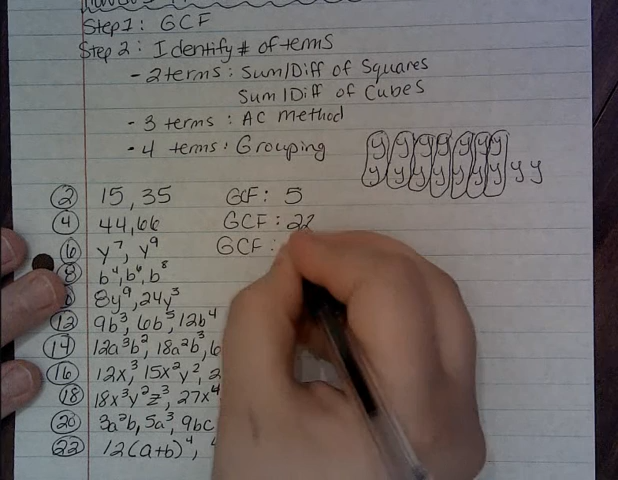 Step 1: GCF
Step 2: Identify # of terms
- 2 terms: Sum/Diff of Squares
Sum/Diff of Cubes
- 3 terms: AC method
- 4 terms: Grouping
y y y y y y y
y y y y y y y y y
2 15, 35 GCF: 5
4 44, 66 GCF: 22
6 y⁷, y⁹ GCF:
8 b⁴, b⁶, b⁸
8y⁹, 24y³
12 9b³, 6b⁵, 12b⁴
14 12a³b², 18a²b³, 6
16 12x³, 15x²y², 2
18 18x³y²z³, 27x⁴
20 3a²b, 5a³, 9bc
22 12(a+b)⁴,